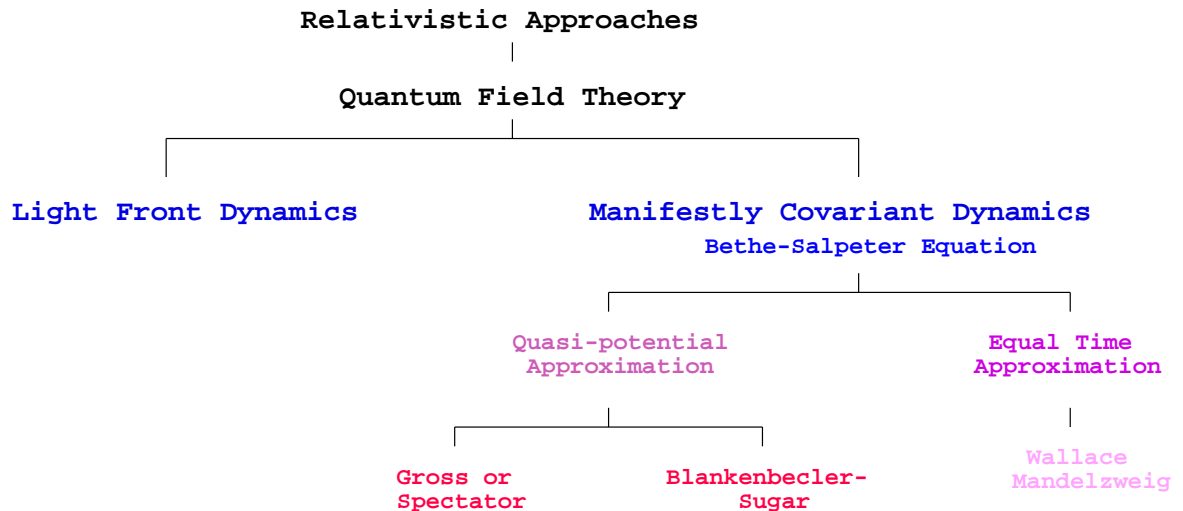 Relativistic Approaches
Quantum Field Theory
Light Front Dynamics
Manifestly Covariant Dynamics
Bethe-Salpeter Equation
Quasi-potential
Approximation
Equal Time
Approximation
Gross or
Spectator
Blankenbecler-
Sugar
Wallace
Mandelzweig